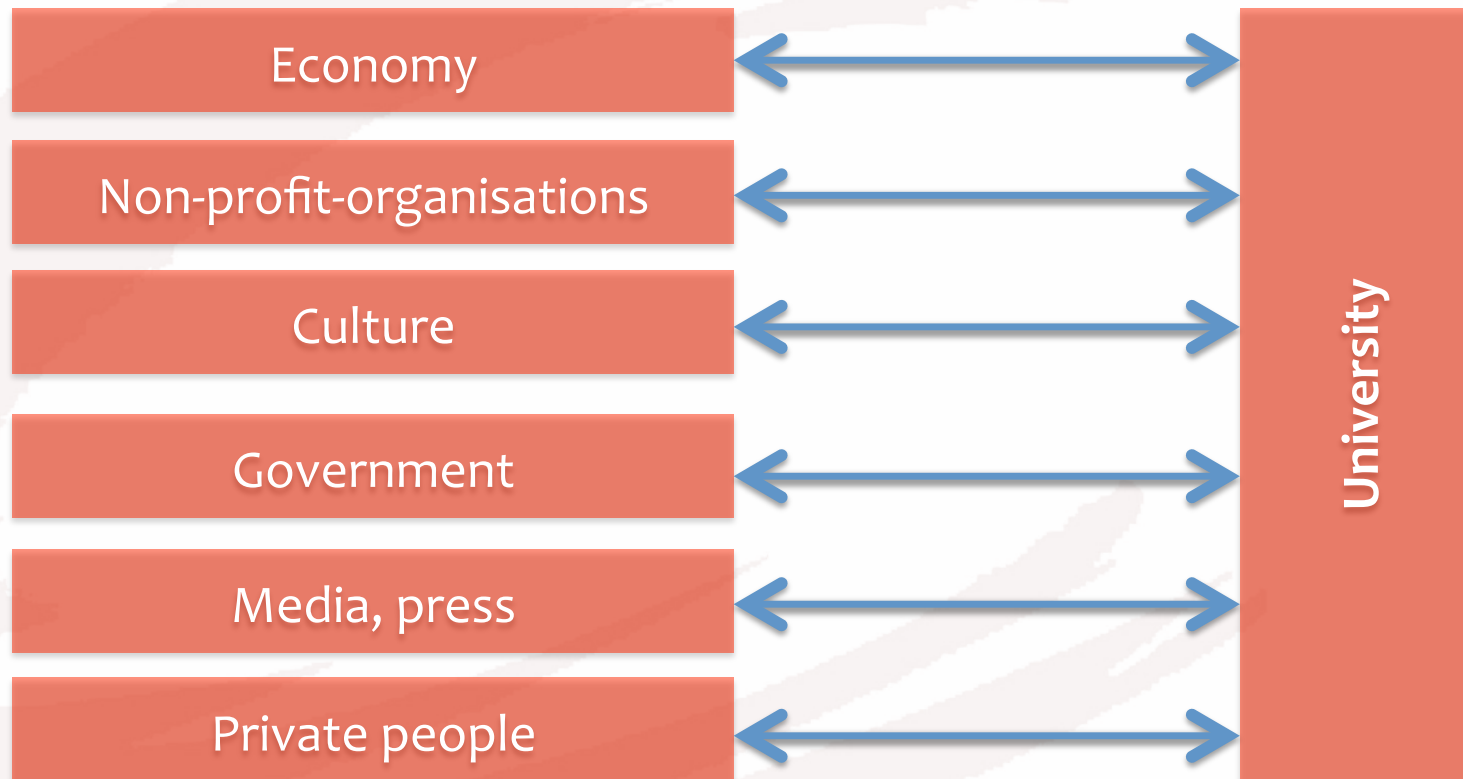 Economy
Non-profit-organisations
Culture
Government
Media, press
Private people
University